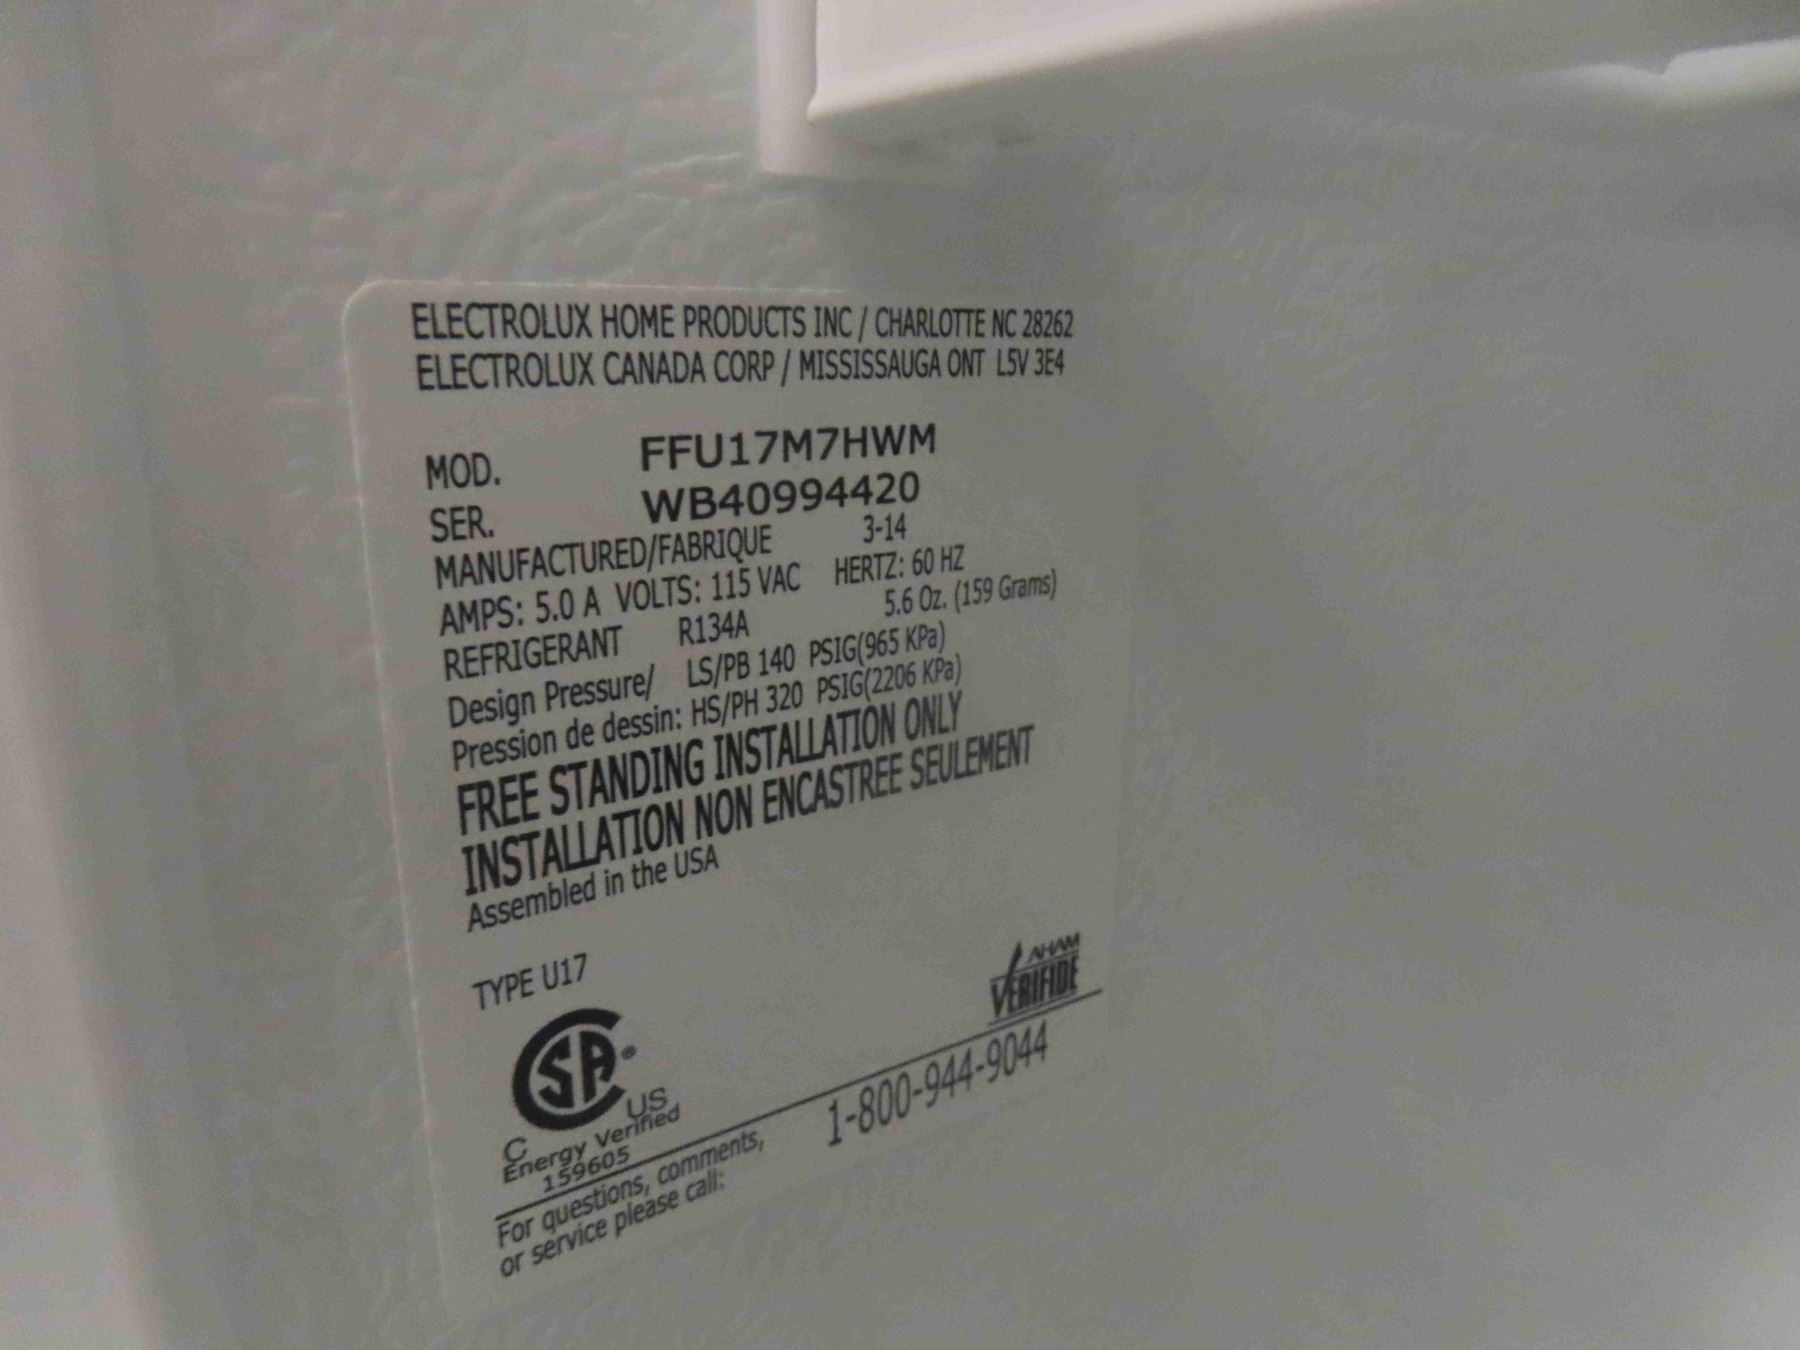 ELECTROLUX HOME PRODUCTS INC / CHARLOTTE NC 28262
ELECTROLUX CANADA CORP / MISSISSAUGA ONT L5V 3E4
MOD. FFU17M7HWM
SER. WB40994420
MANUFACTURED/FABRIQUE 3-14
AMPS: 5.0 A VOLTS: 115 VAC HERTZ: 60 HZ
REFRIGERANT R134A 5.6 Oz. (159 Grams)
Design Pressure/ LS/PB 140 PSIG(965 KPa)
Pression de dessin: HS/PH 320 PSIG(2206 KPa)
FREE STANDING INSTALLATION ONLY
INSTALLATION NON ENCASTREE SEULEMENT
Assembled in the USA
TYPE U17
AHAM
VERIFIDE
CSA®
C US
Energy Verified
159605
For questions, comments,
or service please call: 1-800-944-9044